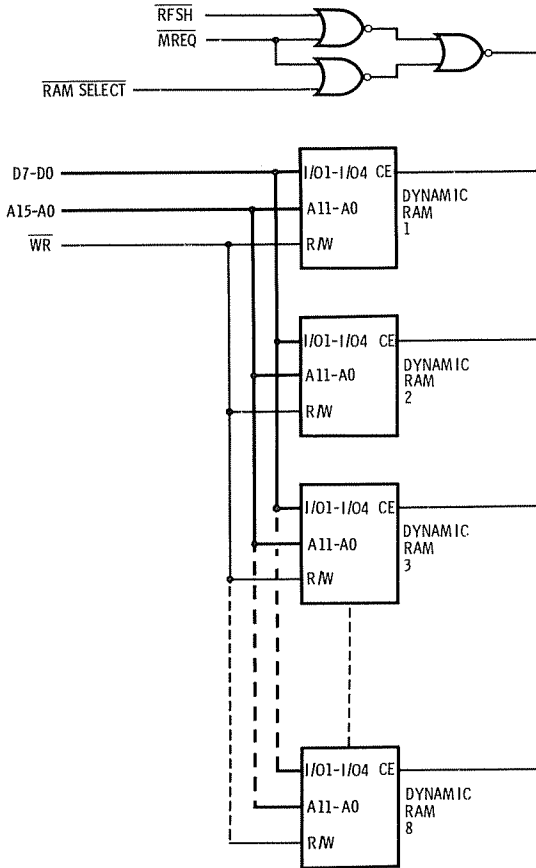 RFSH
MREQ
RAM SELECT
D7-D0
A15-A0
WR
I/O1-I/O4 CE
A11-A0
R/W
DYNAMIC
RAM
1
I/O1-I/O4 CE
A11-A0
R/W
DYNAMIC
RAM
2
I/O1-I/O4 CE
A11-A0
R/W
DYNAMIC
RAM
3
I/O1-I/O4 CE
A11-A0
R/W
DYNAMIC
RAM
8